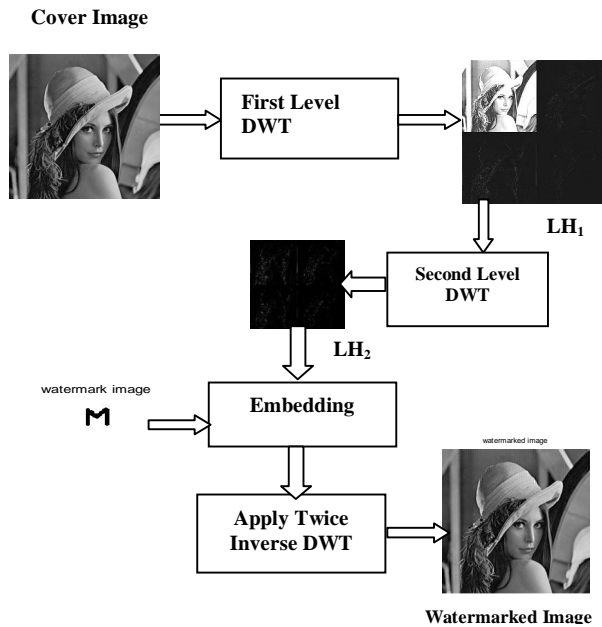 Cover Image
First Level
DWT
LH₁
Second Level
DWT
LH₂
watermark image
M
Embedding
watermarked image
Apply Twice
Inverse DWT
Watermarked Image